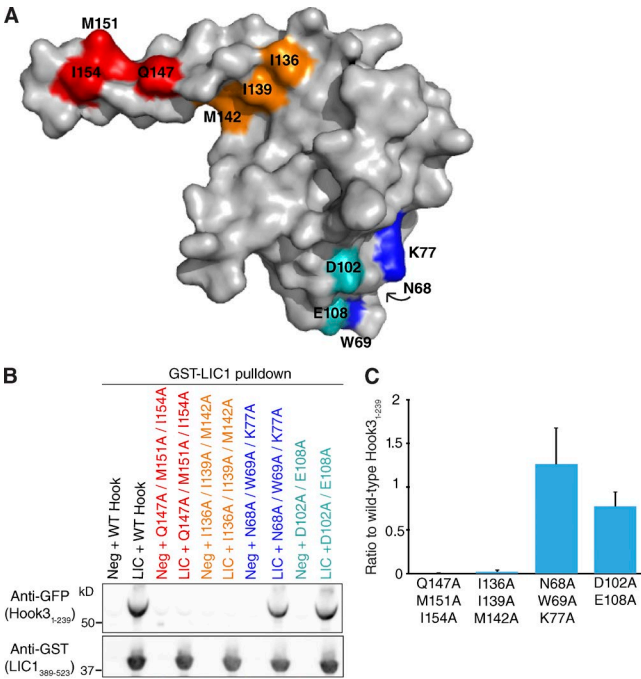 A
M151
I154
Q147
I136
I139
M142
K77
D102
N68
E108
W69
B
GST-LIC1 pulldown
Neg + WT Hook
LIC + WT Hook
Neg + Q147A / M151A / I154A
LIC + Q147A / M151A / I154A
Neg + I136A / I139A / M142A
LIC + I136A / I139A / M142A
Neg + N68A / W69A / K77A
LIC + N68A / W69A / K77A
Neg + D102A / E108A
LIC +D102A / E108A
Anti-GFP
(Hook3₁₋₂₃₉)
kD
50
Anti-GST
(LIC1₃₈₉₋₅₂₃)
37
C
Ratio to wild-type Hook3₁₋₂₃₉
2
1.5
1
0.5
0
Q147A I136A N68A D102A
M151A I139A W69A E108A
I154A M142A K77A